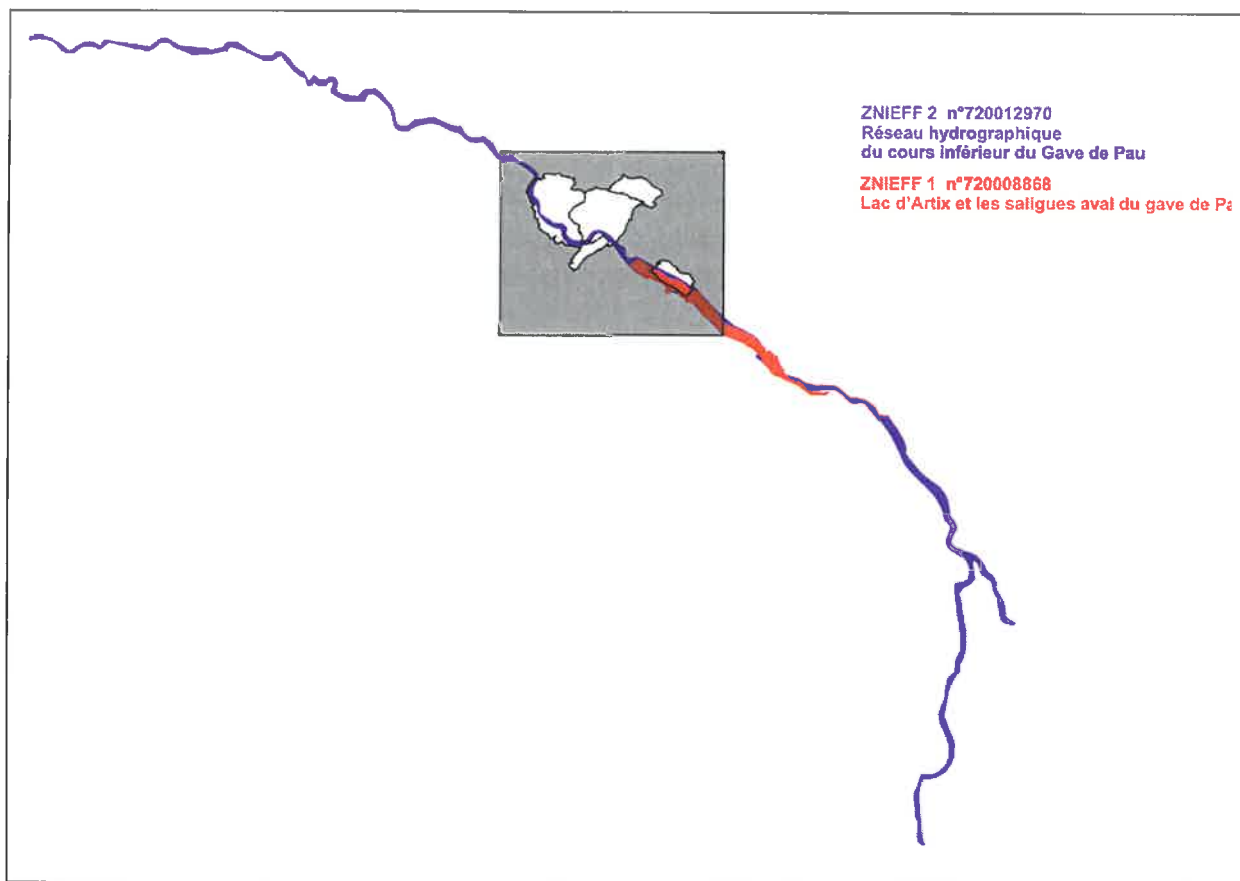 ZNIEFF 2 n°720012970
Réseau hydrographique
du cours inférieur du Gave de Pau
ZNIEFF 1 n°720008868
Lac d'Artix et les saligues aval du gave de